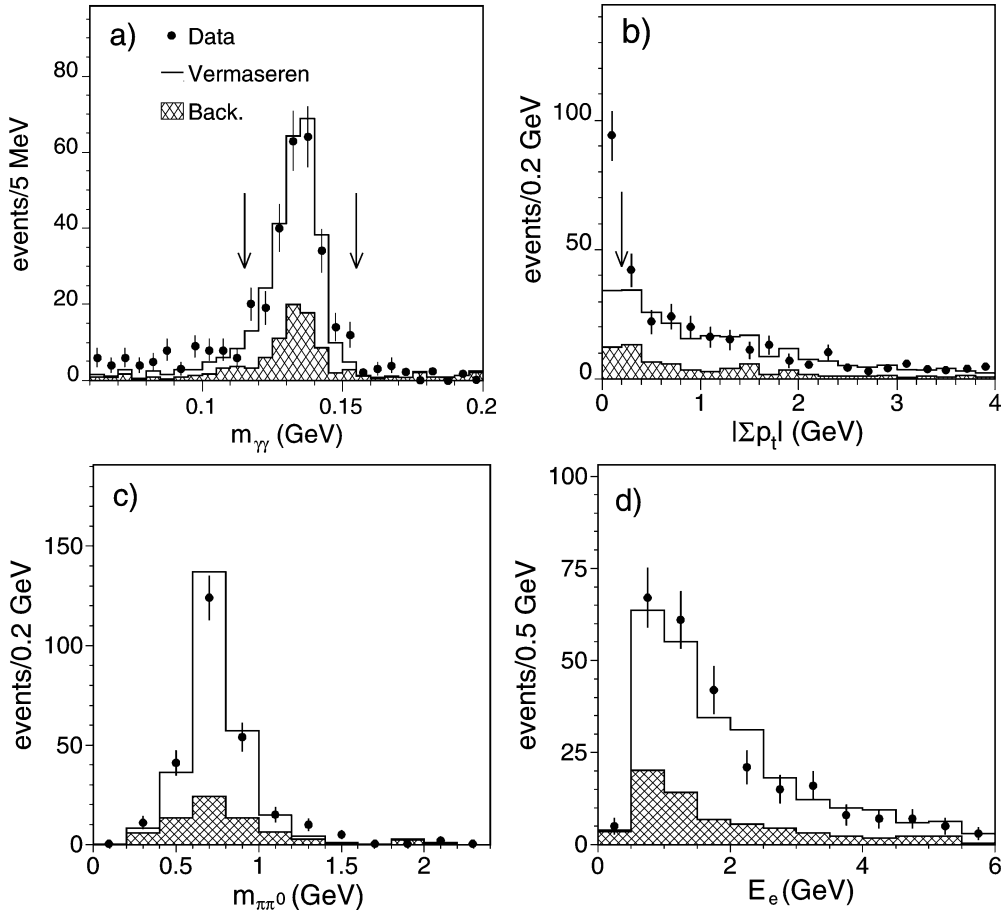 a)
Data
Vermaseren
Back.
events/5 MeV
80
60
40
20
0
0.1
0.15
0.2
m_γγ (GeV)
b)
events/0.2 GeV
100
50
0
0
1
2
3
4
|Σp_t| (GeV)
c)
events/0.2 GeV
150
100
50
0
0
0.5
1
1.5
2
m_ππ⁰ (GeV)
d)
events/0.5 GeV
100
75
50
25
0
0
2
4
6
E_e (GeV)